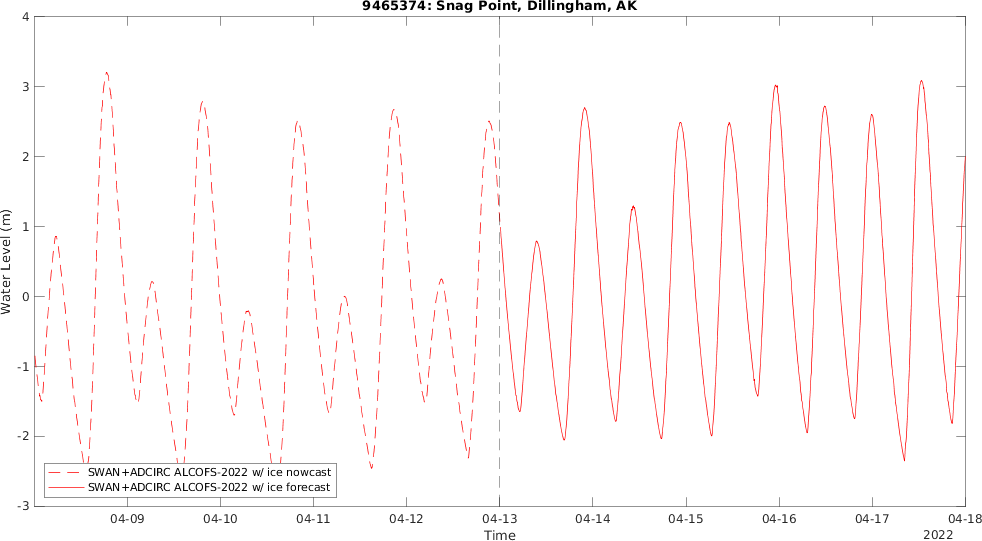 9465374: Snag Point, Dillingham, AK
4
3
2
1
0
-1
-2
-3
Water Level (m)
SWAN+ADCIRC ALCOFS-2022 w/ ice nowcast
SWAN+ADCIRC ALCOFS-2022 w/ ice forecast
04-09 04-10 04-11 04-12 04-13 04-14 04-15 04-16 04-17 04-18
Time
2022